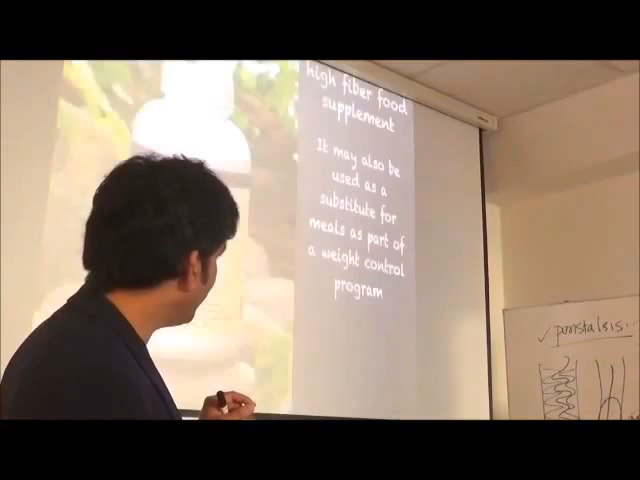 high fiber food
supplement
It may also be
used as a
substitute for
meals as part of
a weight control
program
✓ peristalsis.